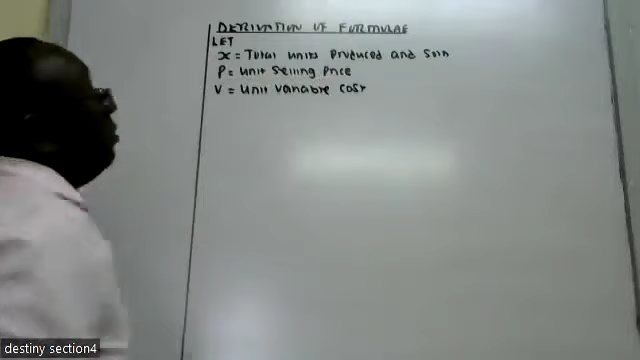 DERIVATION OF FORMULAE
LET
x = Total units produced and Sold
P = Unit Selling Price
V = Unit Variable Cost
destiny section4